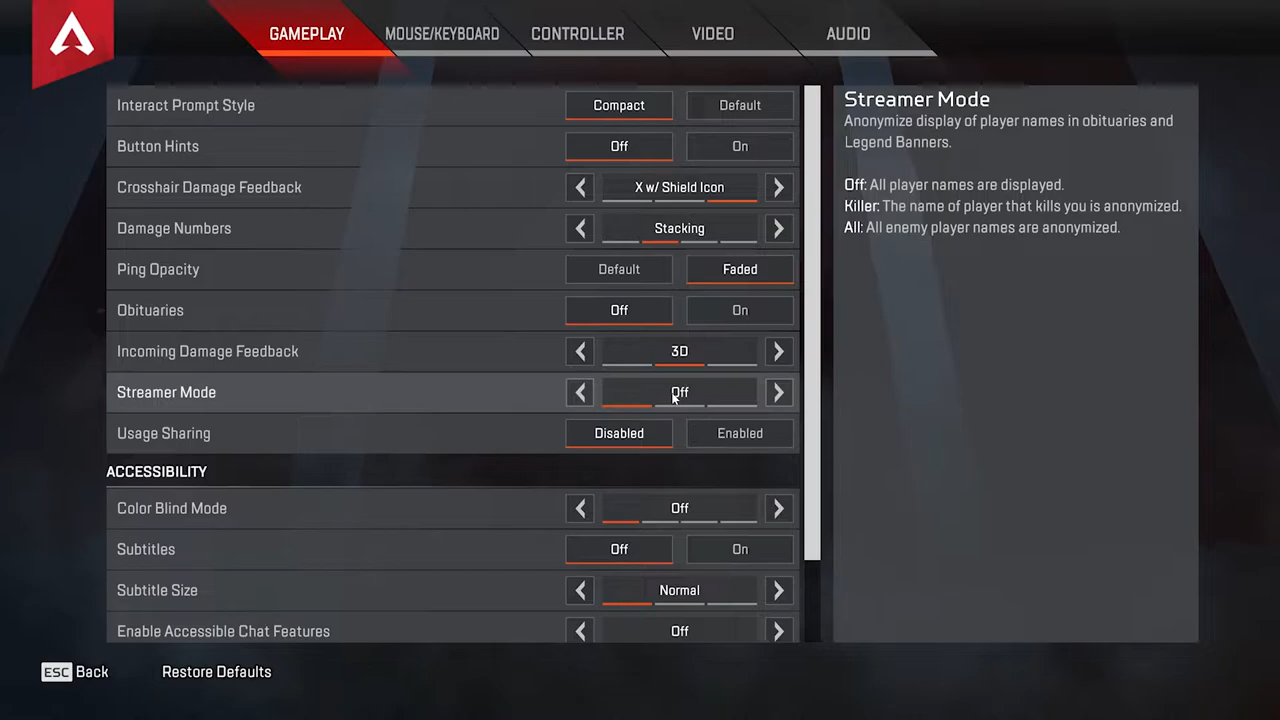 GAMEPLAY MOUSE/KEYBOARD CONTROLLER VIDEO AUDIO
Interact Prompt Style Compact Default
Button Hints Off On
Crosshair Damage Feedback X w/ Shield Icon
Damage Numbers Stacking
Ping Opacity Default Faded
Obituaries Off On
Incoming Damage Feedback 3D
Streamer Mode Off
Usage Sharing Disabled Enabled
ACCESSIBILITY
Color Blind Mode Off
Subtitles Off On
Subtitle Size Normal
Enable Accessible Chat Features Off
Streamer Mode
Anonymize display of player names in obituaries and
Legend Banners.
Off: All player names are displayed.
Killer: The name of player that kills you is anonymized.
All: All enemy player names are anonymized.
ESC Back Restore Defaults